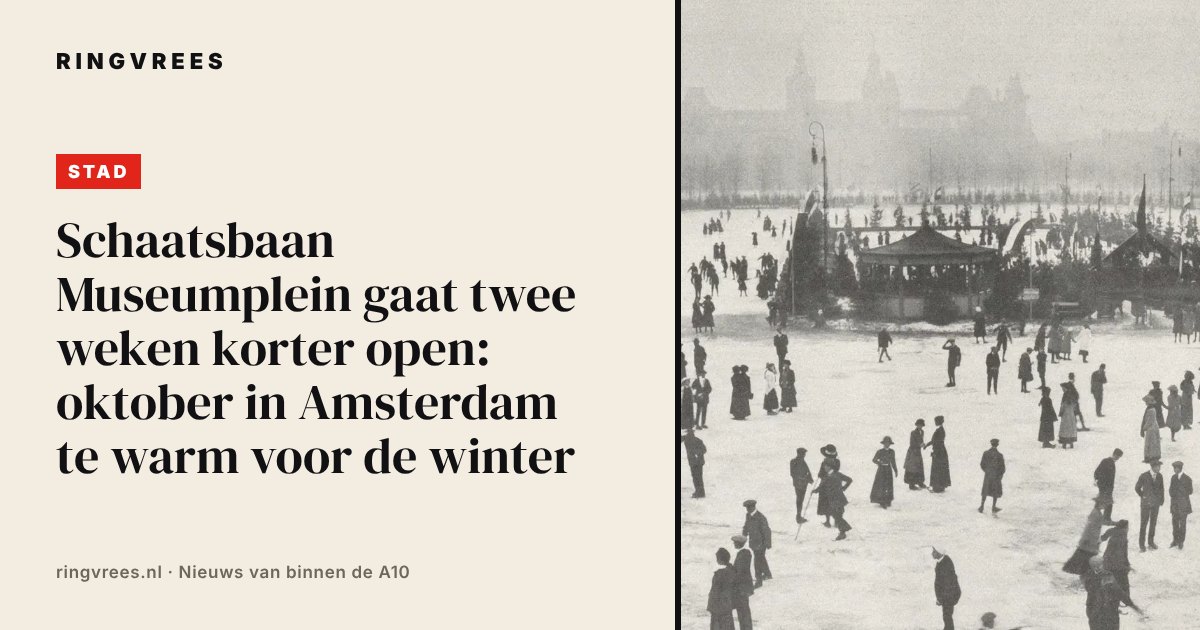 RINGVREES
STAD
Schaatsbaan
Museumplein gaat twee
weken korter open:
oktober in Amsterdam
te warm voor de winter
ringvrees.nl · Nieuws van binnen de A10